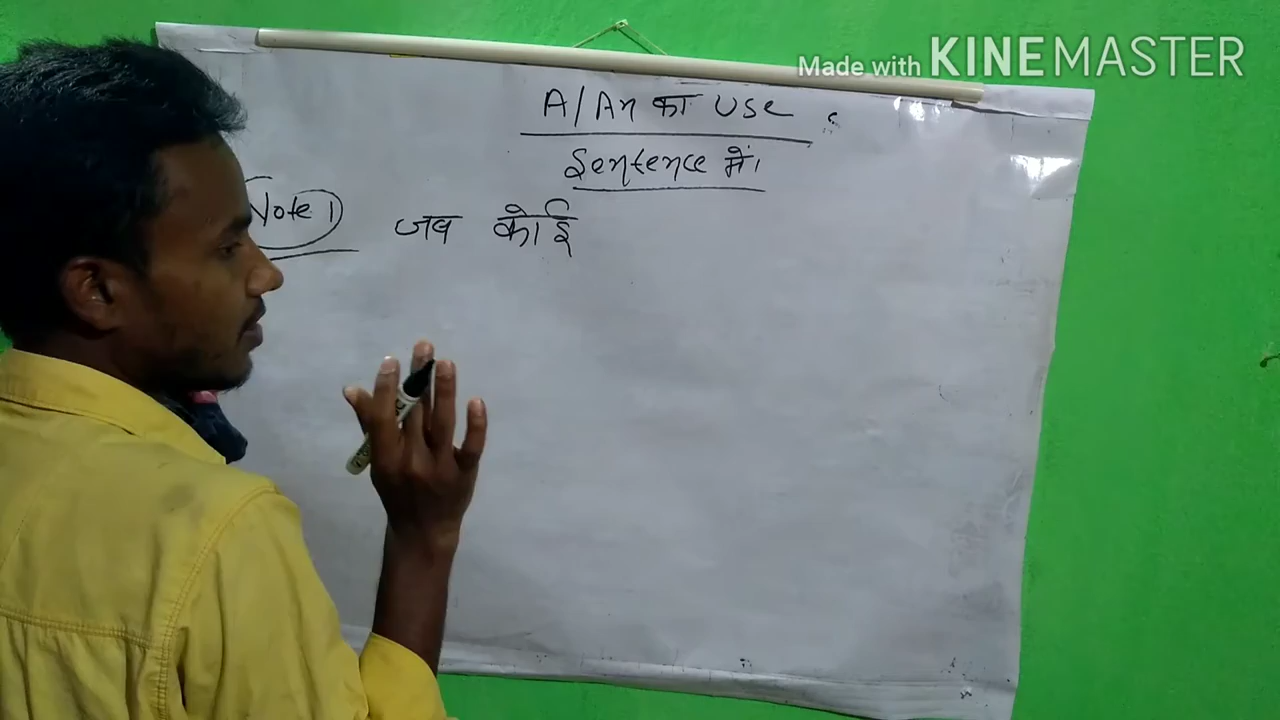 Made with KINEMASTER
A/An का Use
Sentence में।
Note 1) जब कोई